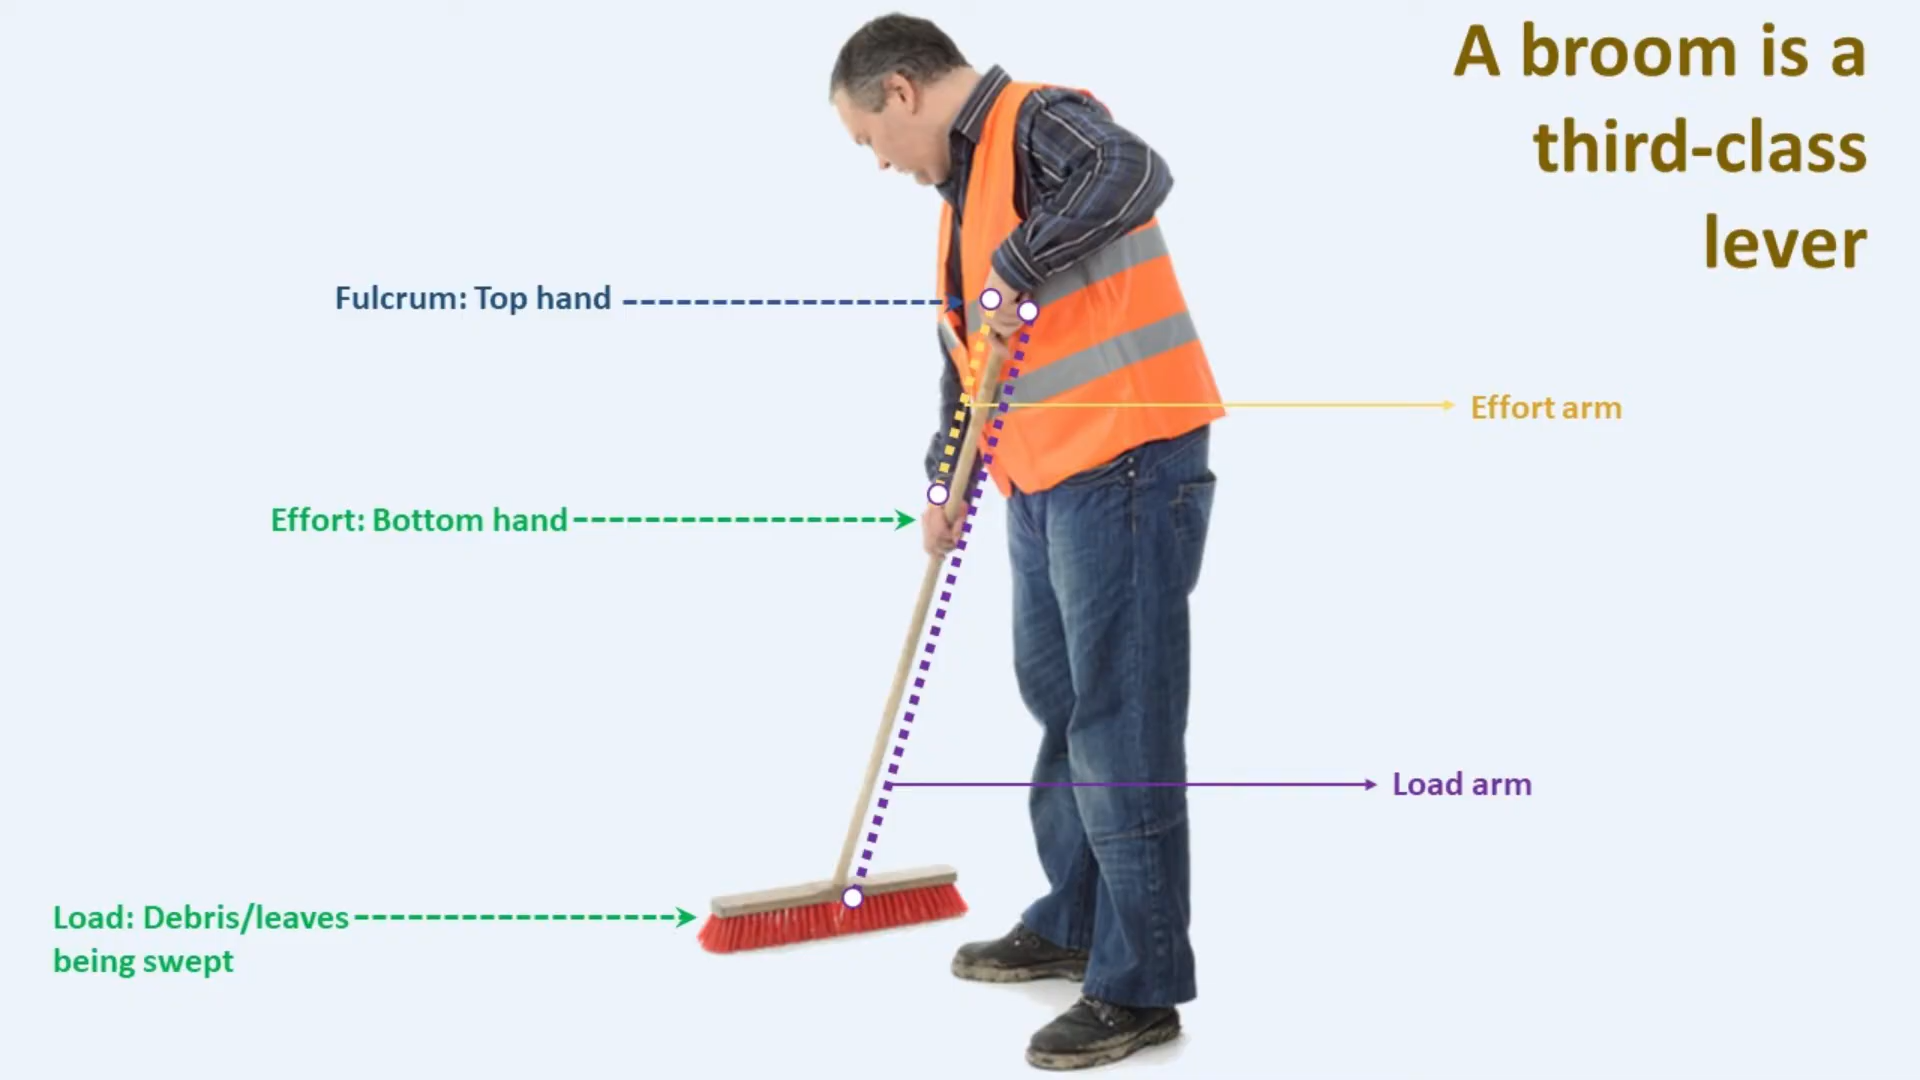 A broom is a
third-class
lever
Fulcrum: Top hand
Effort arm
Effort: Bottom hand
Load arm
Load: Debris/leaves
being swept